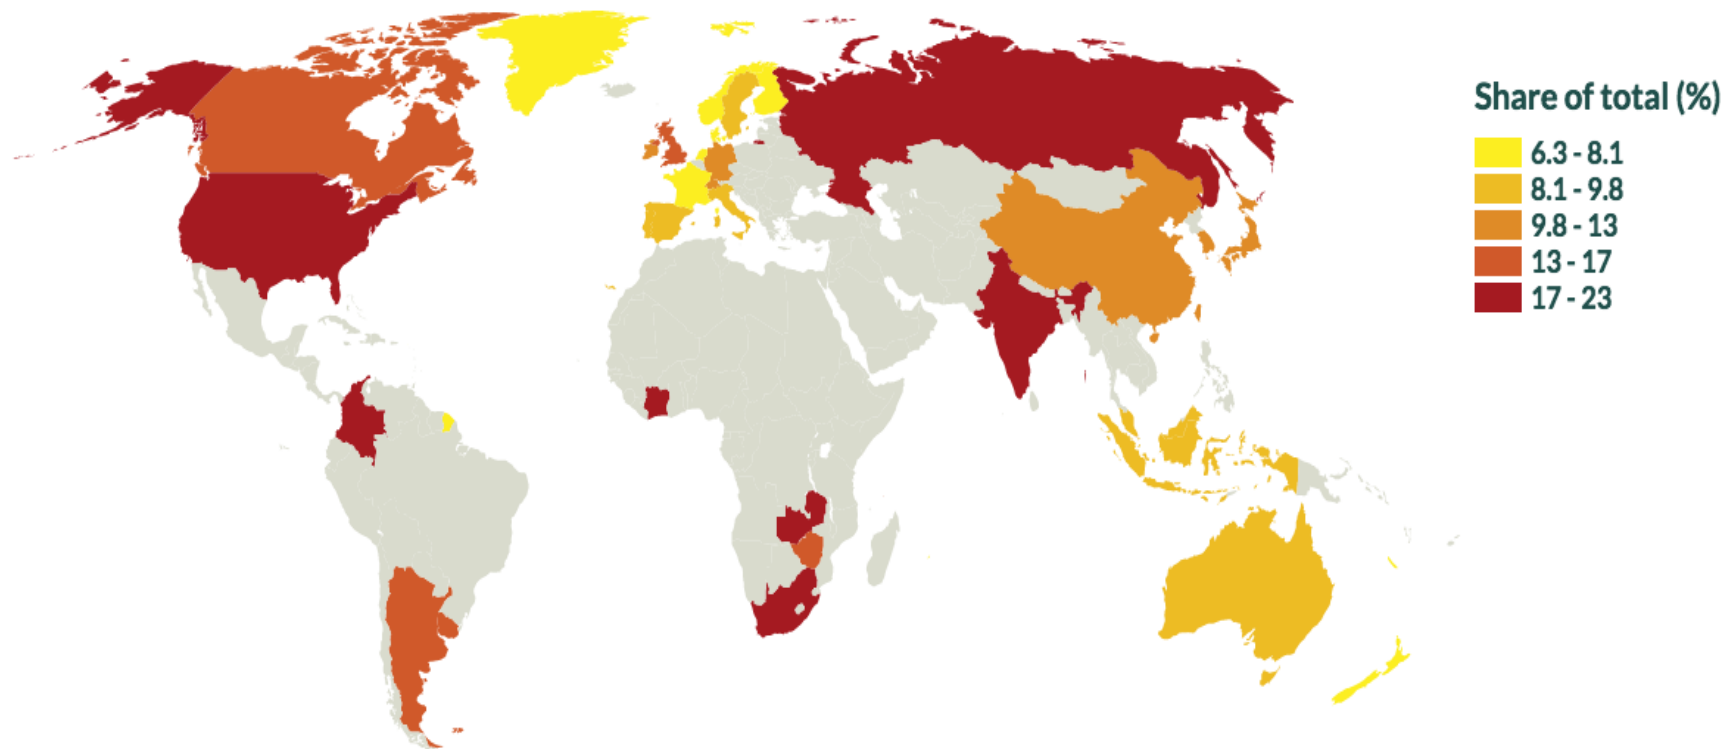 Share of total (%)
6.3 - 8.1
8.1 - 9.8
9.8 - 13
13 - 17
17 - 23